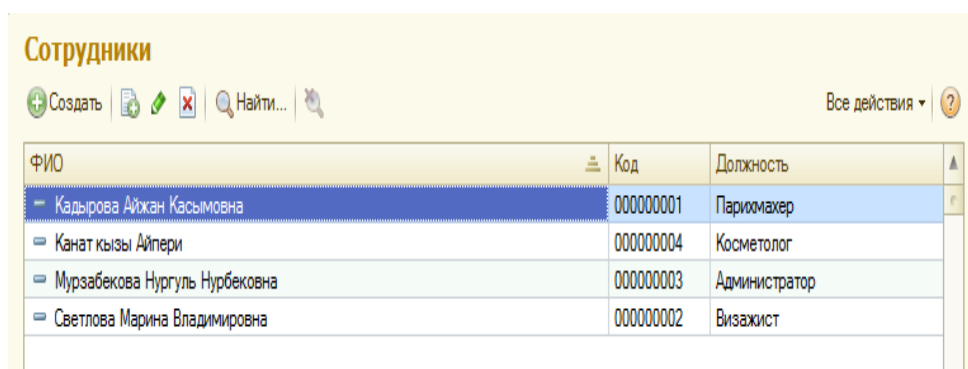 Сотрудники
Создать Найти... Все действия
ФИО Код Должность
Кадырова Айжан Касымовна 000000001 Парихмахер
Канат кызы Айпери 000000004 Косметолог
Мурзабекова Нургуль Нурбековна 000000003 Администратор
Светлова Марина Владимировна 000000002 Визажист